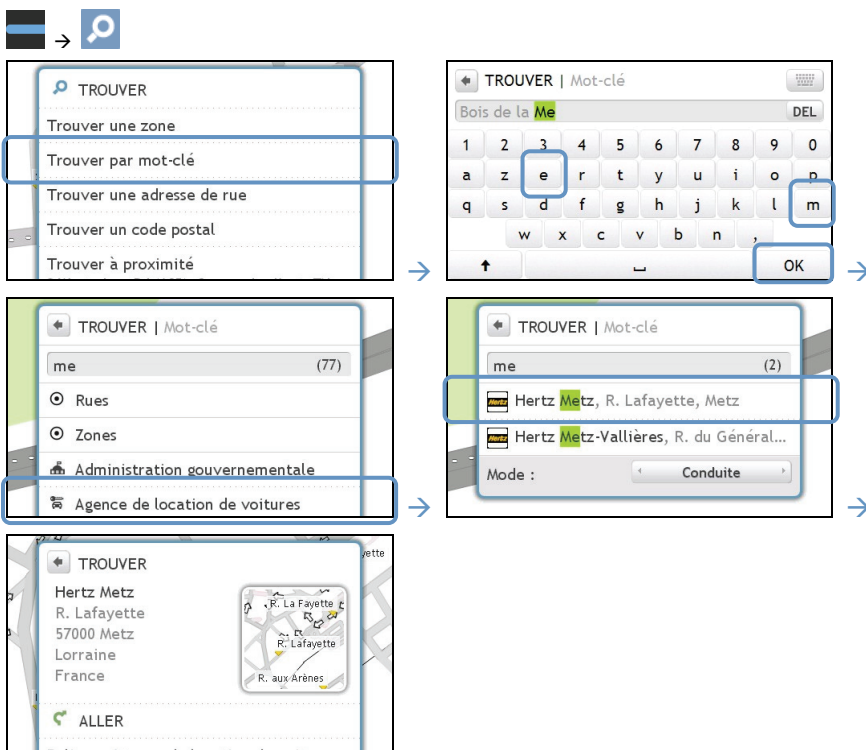 →
TROUVER
Trouver une zone
Trouver par mot-clé
Trouver une adresse de rue
Trouver un code postal
Trouver à proximité
→
TROUVER | Mot-clé
Bois de la Me DEL
1 2 3 4 5 6 7 8 9 0
a z e r t y u i o p
q s d f g h j k l m
w x c v b n ,
OK
→
TROUVER | Mot-clé
me (77)
Rues
Zones
Administration gouvernementale
Agence de location de voitures
→
TROUVER | Mot-clé
me (2)
Hertz Hertz Metz, R. Lafayette, Metz
Hertz Hertz Metz-Vallières, R. du Général...
Mode : Conduite
→
TROUVER
Hertz Metz
R. Lafayette
57000 Metz
Lorraine
France
R. La Fayette
R. Lafayette
R. aux Arènes
yette
ALLER